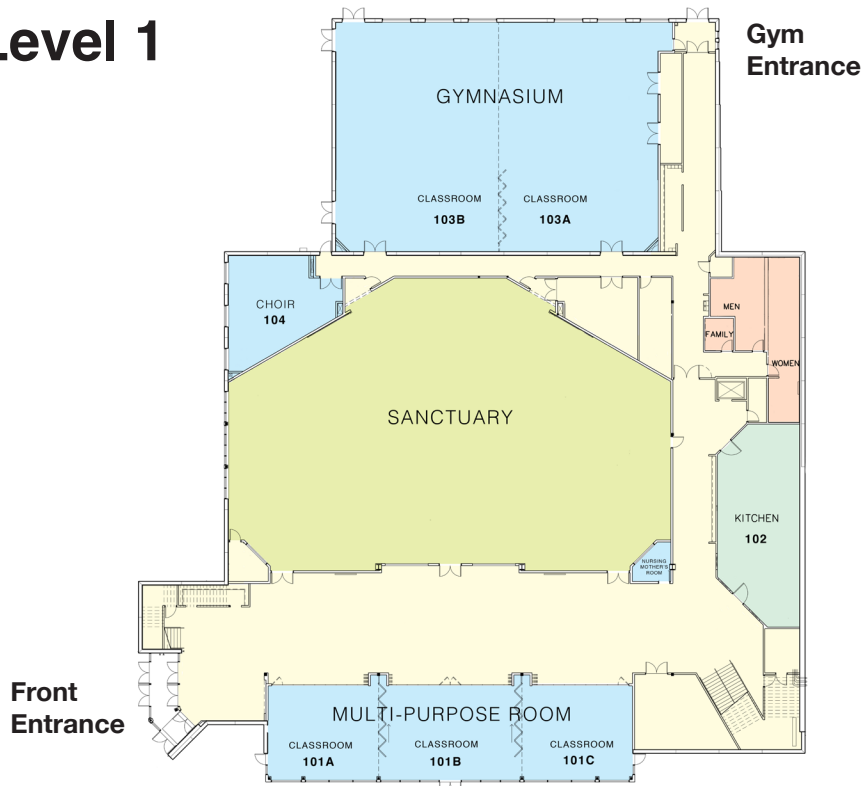 Level 1
Gym
Entrance
GYMNASIUM
CLASSROOM
103B
CLASSROOM
103A
CHOIR
104
MEN
FAMILY
WOMEN
SANCTUARY
KITCHEN
102
NURSING
MOTHER'S
ROOM
Front
Entrance
MULTI-PURPOSE ROOM
CLASSROOM
101A
CLASSROOM
101B
CLASSROOM
101C